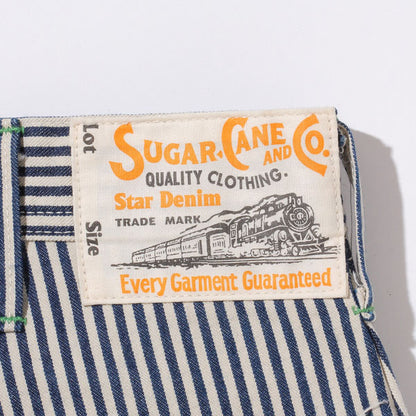 SUGAR CANE AND CO.
QUALITY CLOTHING.
Star Denim
TRADE MARK
Every Garment Guaranteed
Lot
Size